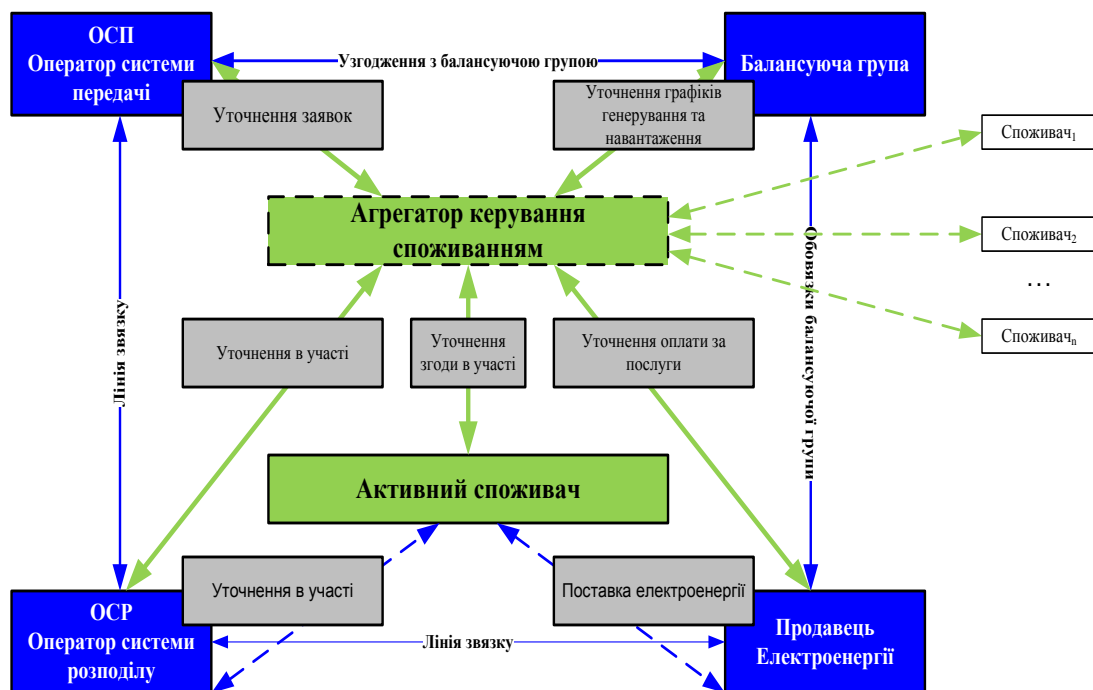 ОСП
Оператор системи
передачі
Узгодження з балансуючою групою
Балансуюча група
Уточнення заявок
Уточнення графіків
генерування та
навантаження
Споживач1
Агрегатор керування
споживанням
Споживач2
...
Споживачn
Лінія звязку
Обовязки балансуючої групи
Уточнення в участі
Уточнення
згоди в участі
Уточнення оплати за
послуги
Активний споживач
Уточнення в участі
Поставка електроенергії
ОСР
Оператор системи
розподілу
Лінія звязку
Продавець
Електроенергії